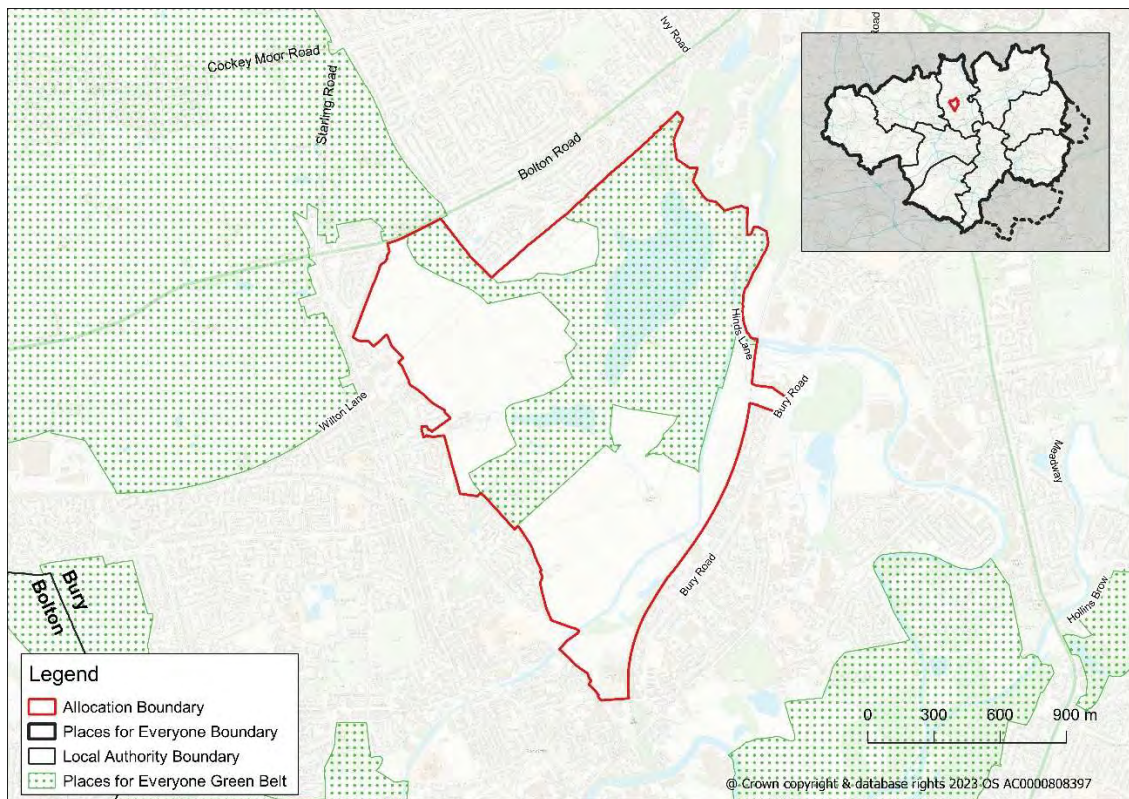 Cockey Moor Road
Starling Road
Ivy Road
Bolton Road
Hinds Lane
Bury Road
Wilton Lane
Meadway
Bury Road
Hollins Brow
Bury
Bolton
Legend
Allocation Boundary
Places for Everyone Boundary
Local Authority Boundary
Places for Everyone Green Belt
0 300 600 900 m
@ Crown copyright & database rights 2023 OS AC0000808397